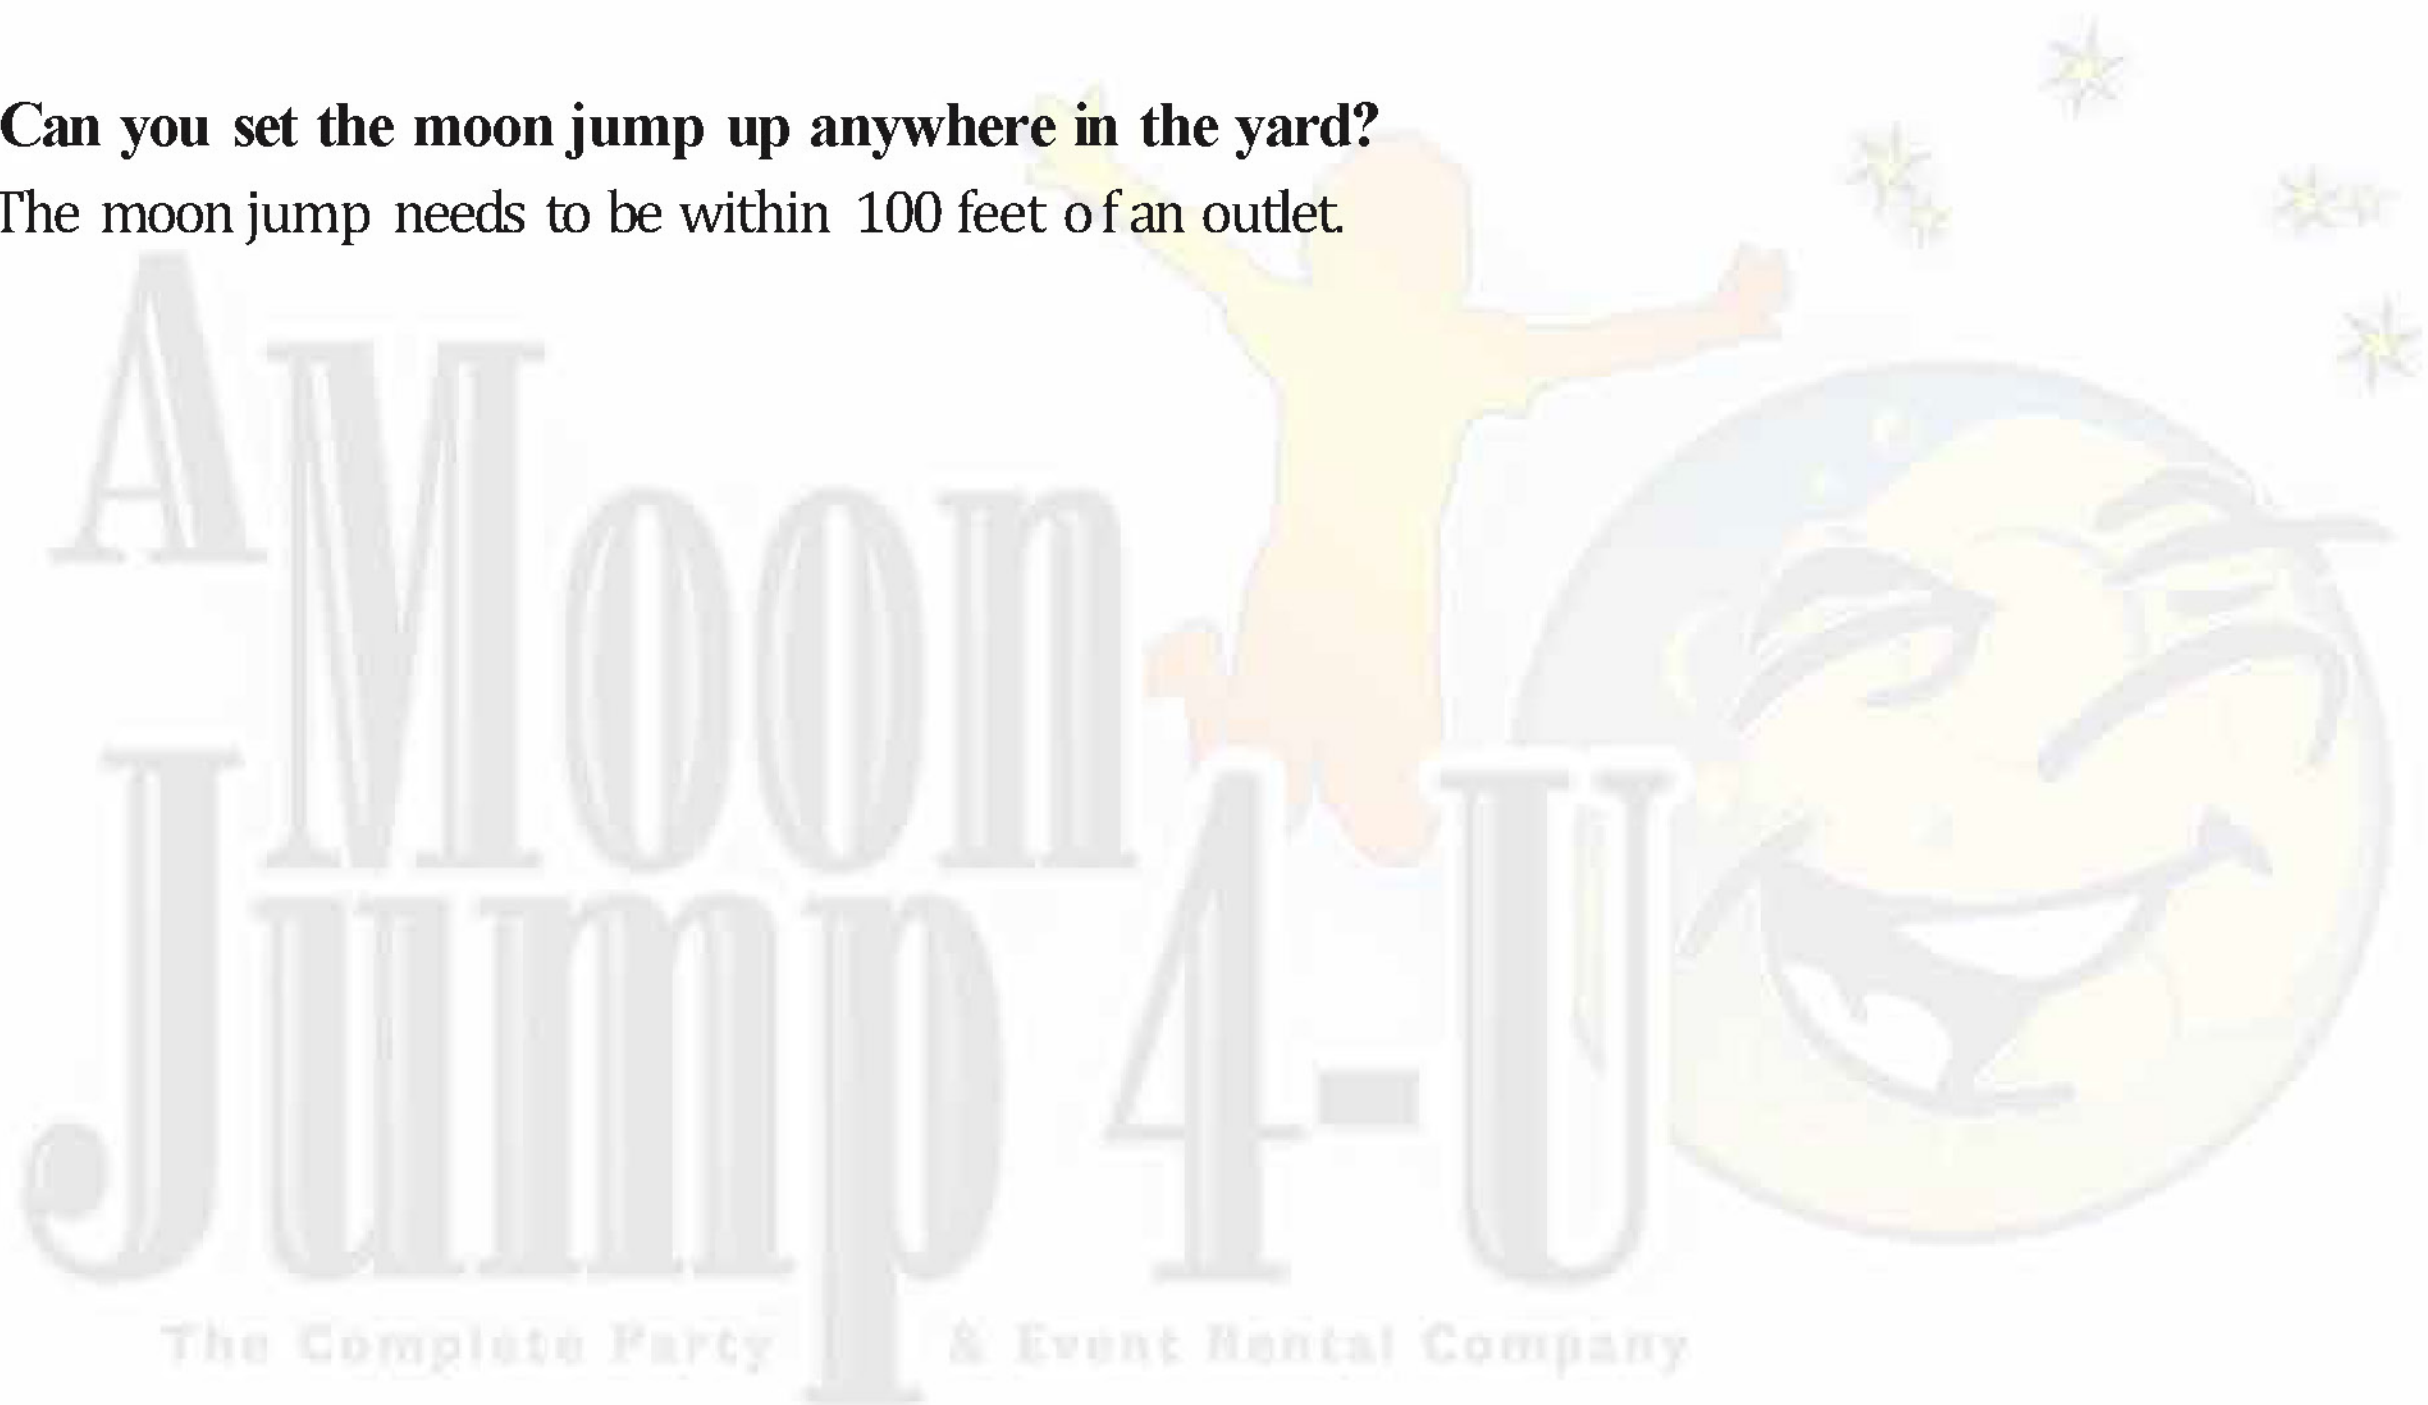 Can you set the moon jump up anywhere in the yard?
The moon jump needs to be within 100 feet of an outlet.
A Moon
Jump 4-U
The Complete Party & Event Rental Company